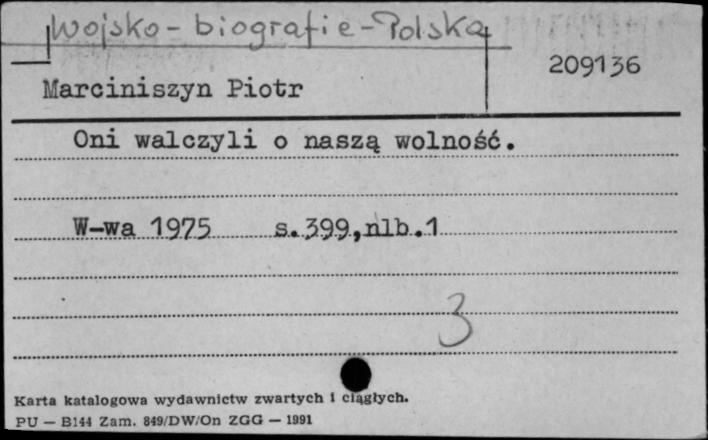 Wojsko - biografie - Polska
209136
Marciniszyn Piotr
Oni walczyli o naszą wolność.
W-wa 1975 s.399,nlb.1
3
Karta katalogowa wydawnictw zwartych i ciągłych.
PU — B144 Zam. 849/DW/On ZGG — 1991